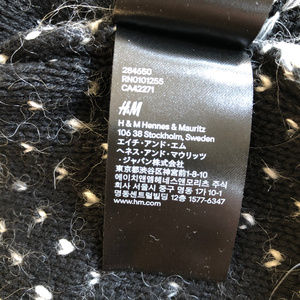 284650
RN0101255
CA42271
H&M
H & M Hennes & Mauritz
106 38 Stockholm, Sweden
エイチ・アンド・エム
ヘネス・アンド・マウリッツ
・ジャパン株式会社
東京都渋谷区神宮前1-8-10
에이치앤엠헤네스앤모리츠 주식
회사 서울시 중구 명동 1가 10-1
명동센트럴빌딩 12층 1577-6347
www.hm.com